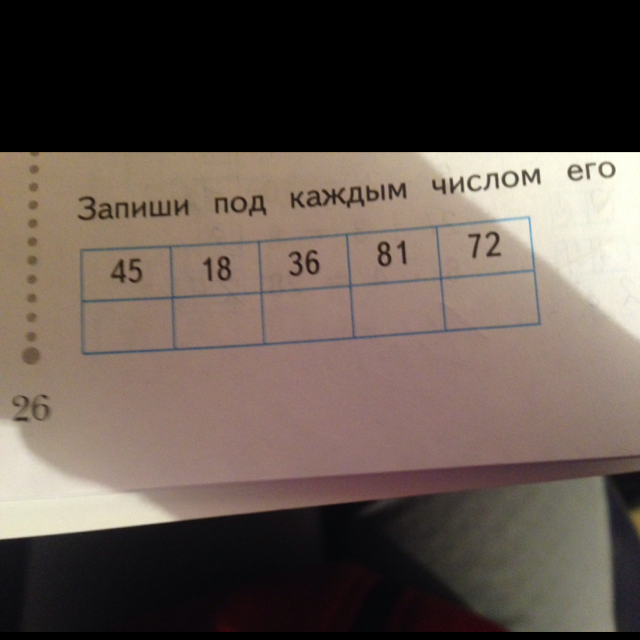 Запиши под каждым числом его
45 18 36 81 72
26